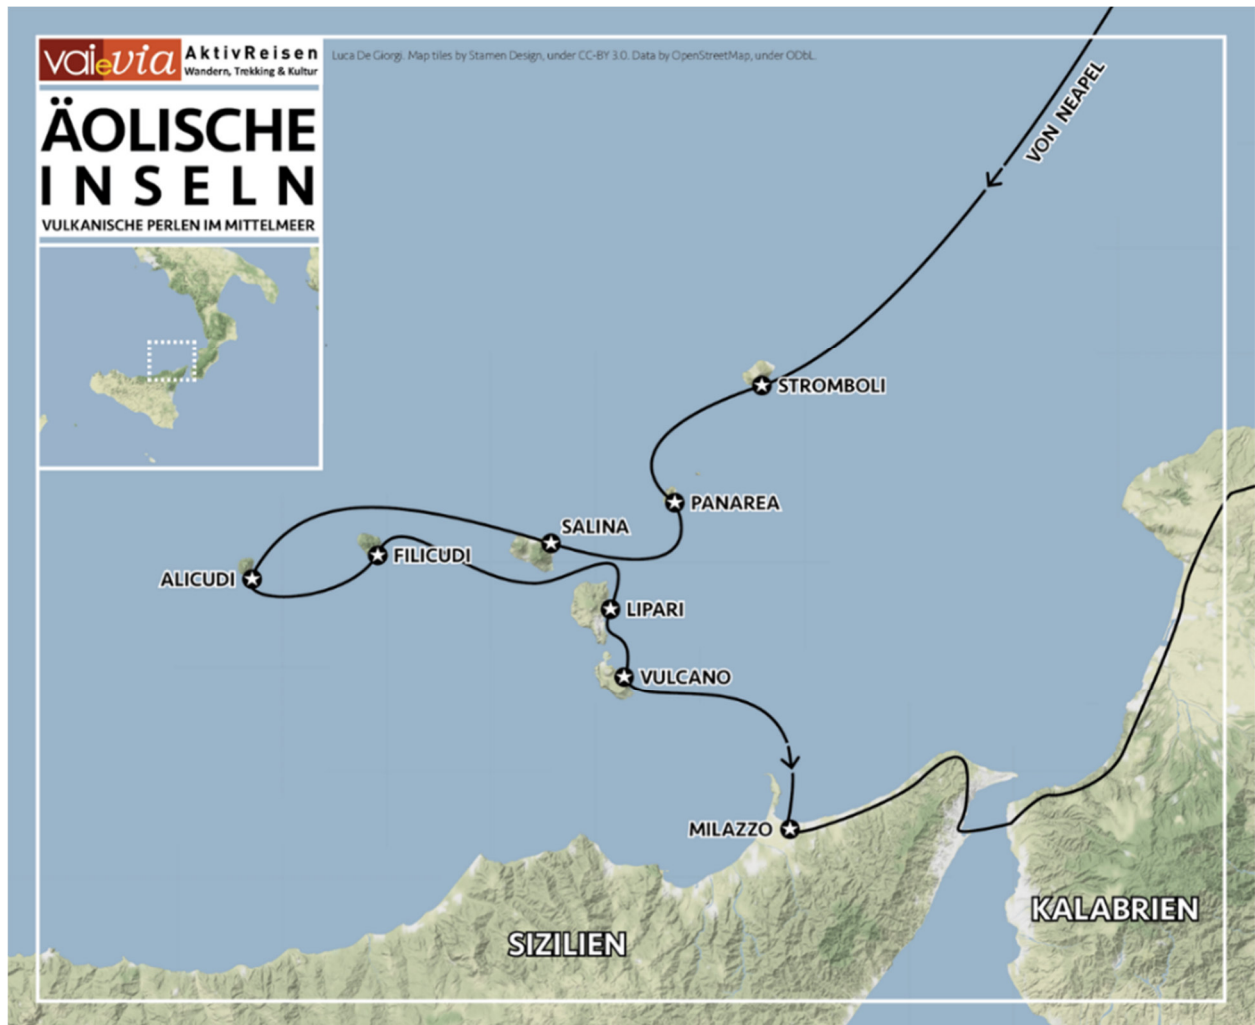 vaievia AktivReisen
Wandern, Trekking & Kultur
Luca De Giorgi. Map tiles by Stamen Design, under CC-BY 3.0. Data by OpenStreetMap, under ODbL.
ÄOLISCHE
INSELN
VULKANISCHE PERLEN IM MITTELMEER
VON NEAPEL
STROMBOLI
PANAREA
SALINA
FILICUDI
ALICUDI
LIPARI
VULCANO
MILAZZO
KALABRIEN
SIZILIEN